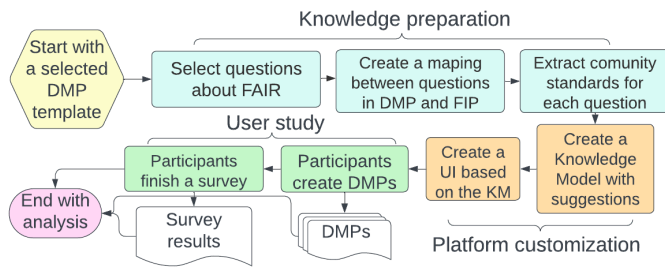 Knowledge preparation
Start with
a selected
DMP
template
Select questions
about FAIR
Create a maping
between questions
in DMP and FIP
Extract comunity
standards for
each question
User study
Participants
finish a survey
Participants
create DMPs
Create a
UI based
on the KM
Create a
Knowledge
Model with
suggestions
End with
analysis
Survey
results
DMPs
Platform customization